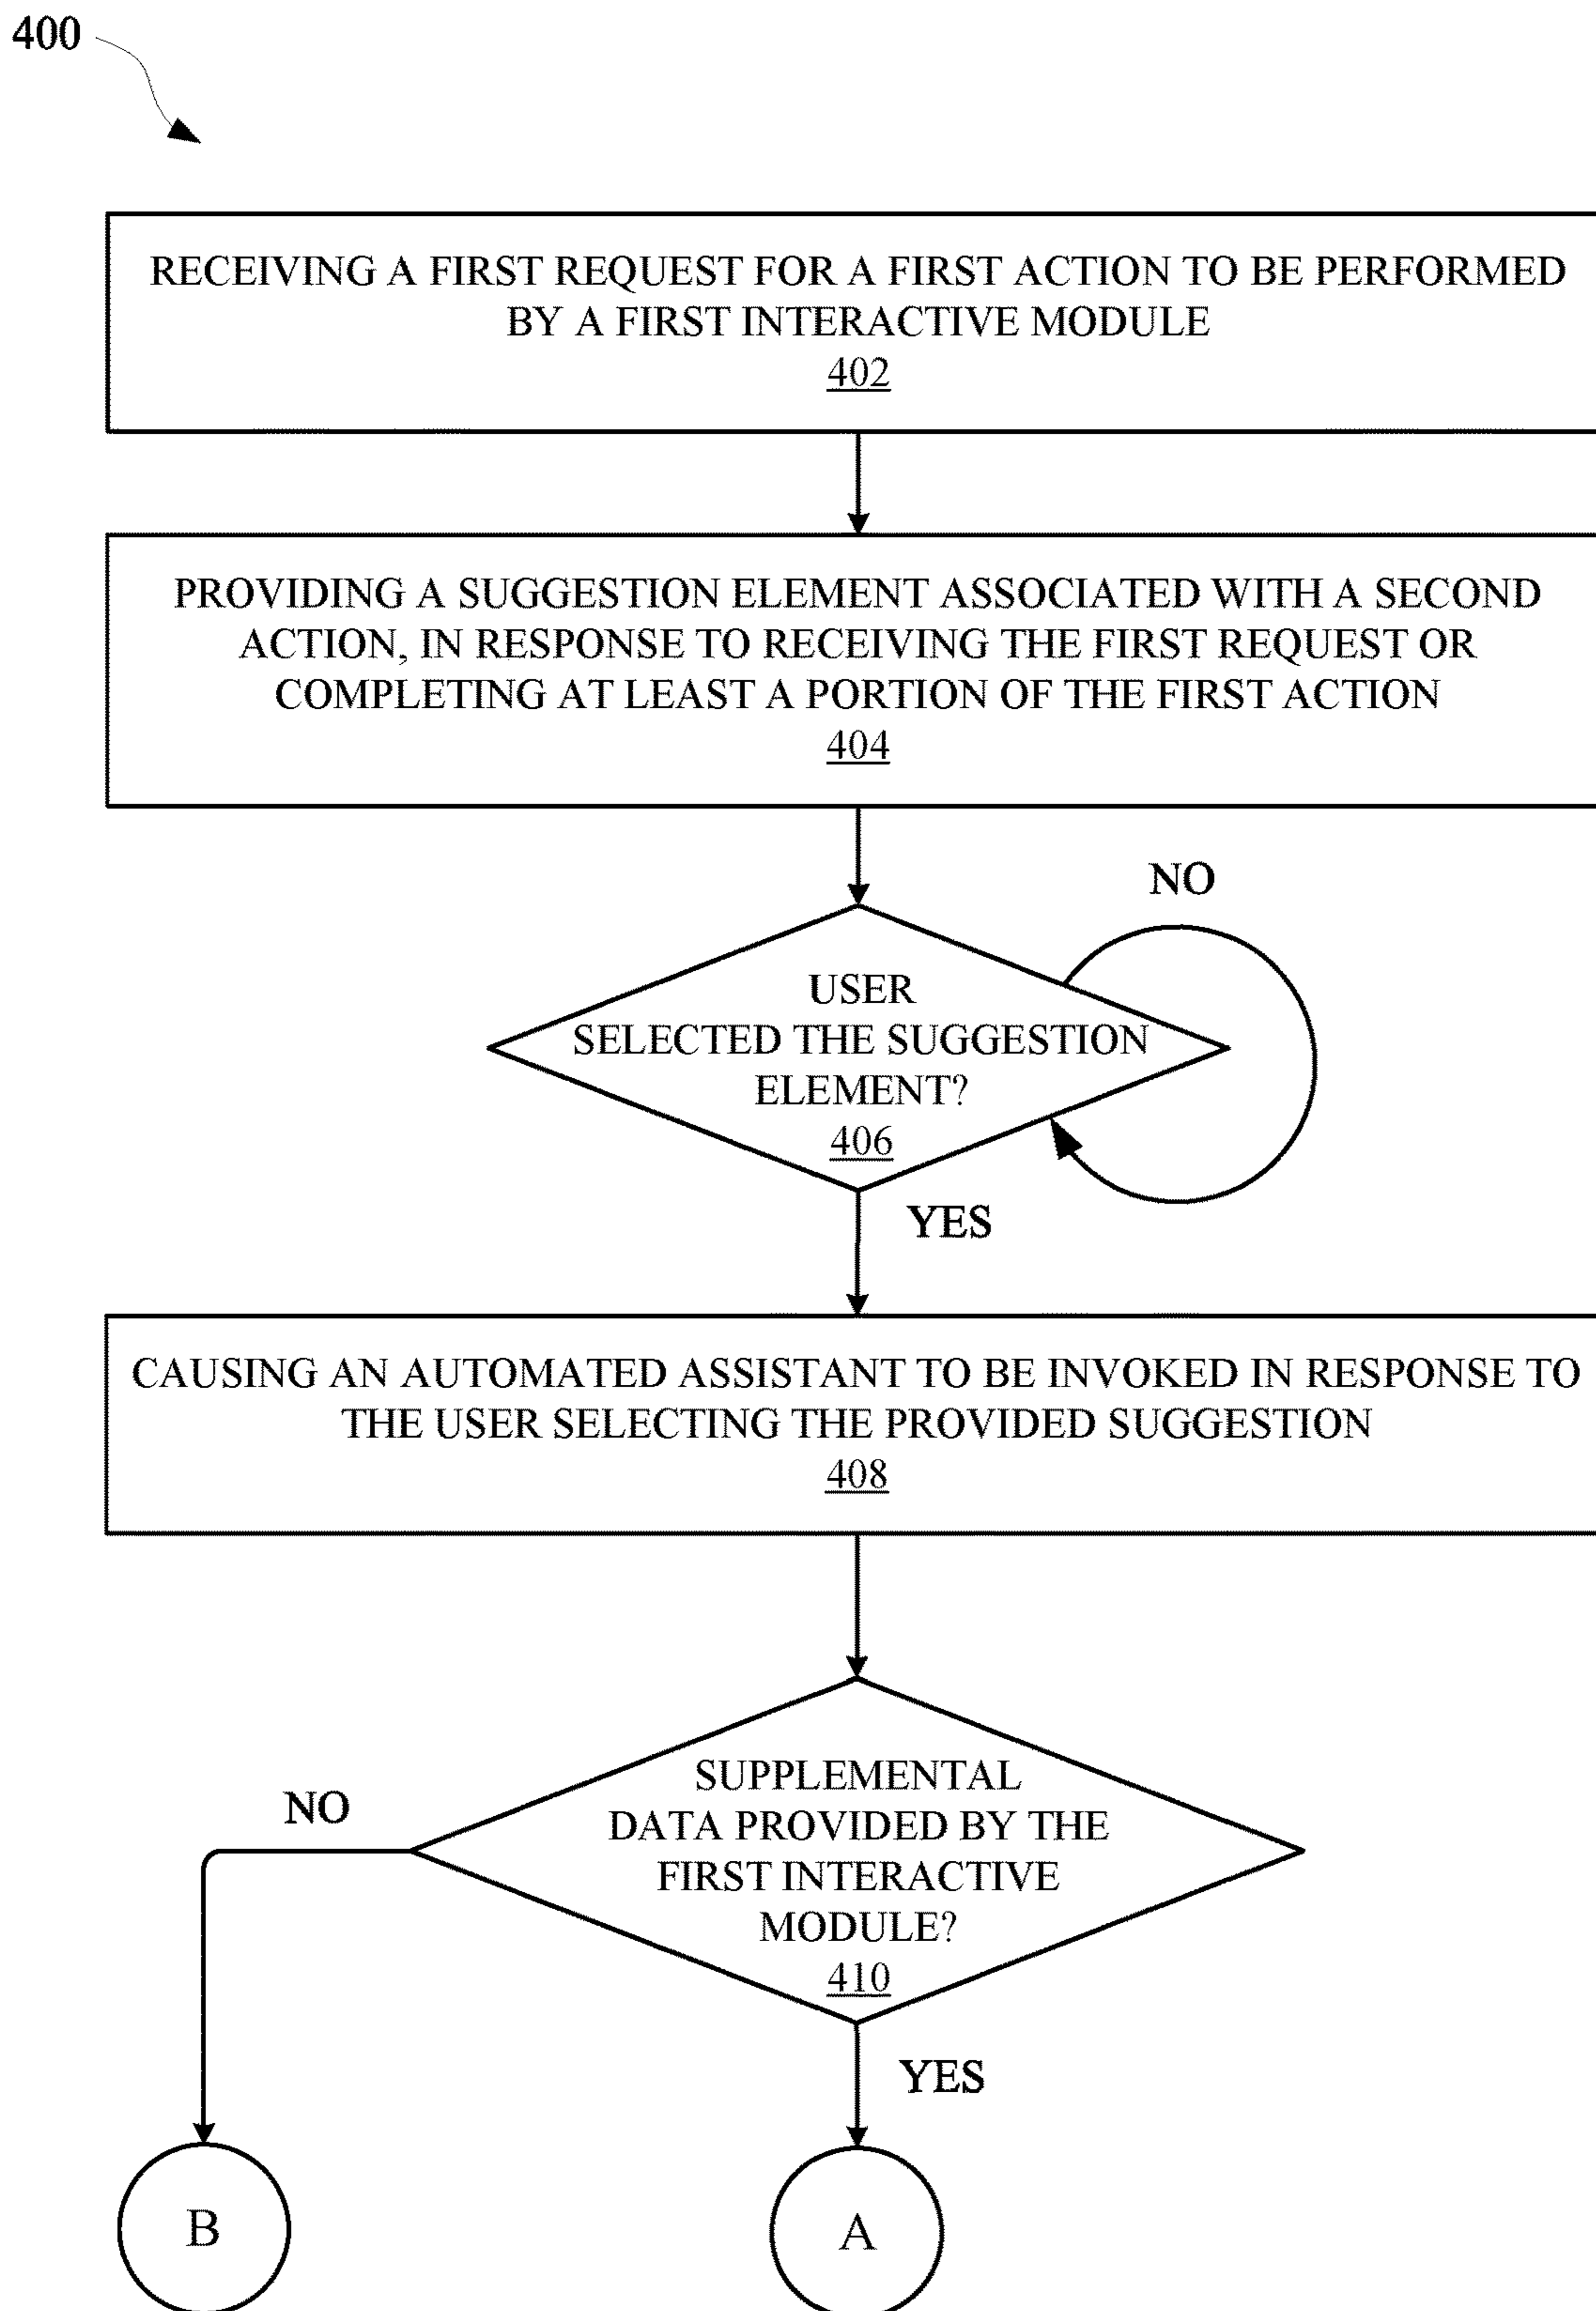 400
RECEIVING A FIRST REQUEST FOR A FIRST ACTION TO BE PERFORMED
BY A FIRST INTERACTIVE MODULE
402
PROVIDING A SUGGESTION ELEMENT ASSOCIATED WITH A SECOND
ACTION, IN RESPONSE TO RECEIVING THE FIRST REQUEST OR
COMPLETING AT LEAST A PORTION OF THE FIRST ACTION
404
NO
USER
SELECTED THE SUGGESTION
ELEMENT?
406
YES
CAUSING AN AUTOMATED ASSISTANT TO BE INVOKED IN RESPONSE TO
THE USER SELECTING THE PROVIDED SUGGESTION
408
SUPPLEMENTAL
DATA PROVIDED BY THE
FIRST INTERACTIVE
MODULE?
410
NO
YES
B
A